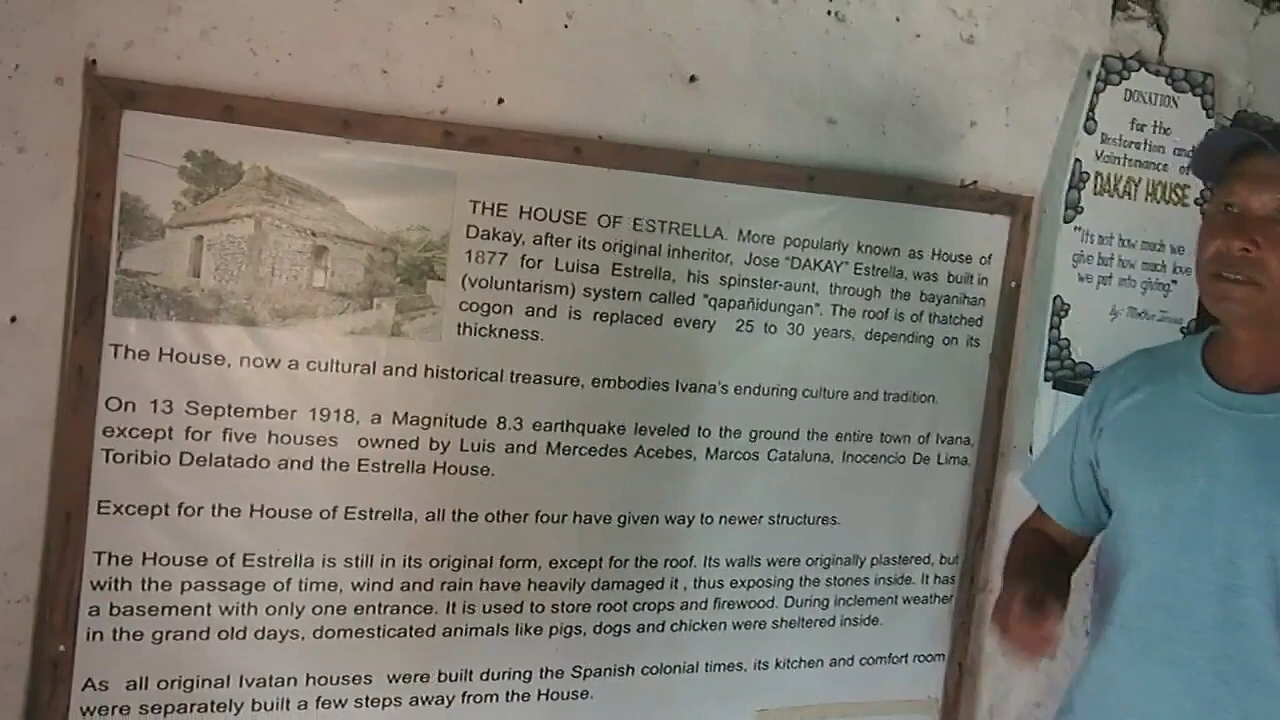 THE HOUSE OF ESTRELLA. More popularly known as House of
Dakay, after its original inheritor, Jose "DAKAY" Estrella, was built in
1877 for Luisa Estrella, his spinster-aunt, through the bayanihan
(voluntarism) system called "qapañidungan". The roof is of thatched
cogon and is replaced every 25 to 30 years, depending on its
thickness.
The House, now a cultural and historical treasure, embodies Ivana's enduring culture and tradition.
On 13 September 1918, a Magnitude 8.3 earthquake leveled to the ground the entire town of Ivana,
except for five houses owned by Luis and Mercedes Acebes, Marcos Cataluna, Inocencio De Lima,
Toribio Delatado and the Estrella House.
Except for the House of Estrella, all the other four have given way to newer structures.
The House of Estrella is still in its original form, except for the roof. Its walls were originally plastered, but
with the passage of time, wind and rain have heavily damaged it , thus exposing the stones inside. It has
a basement with only one entrance. It is used to store root crops and firewood. During inclement weather
in the grand old days, domesticated animals like pigs, dogs and chicken were sheltered inside.
As all original Ivatan houses were built during the Spanish colonial times, its kitchen and comfort room
were separately built a few steps away from the House.
DONATION
for the
Restoration and
Maintenance of
DAKAY HOUSE
"Its not how much we
give but how much love
we put into giving."
by: Mother Teresa